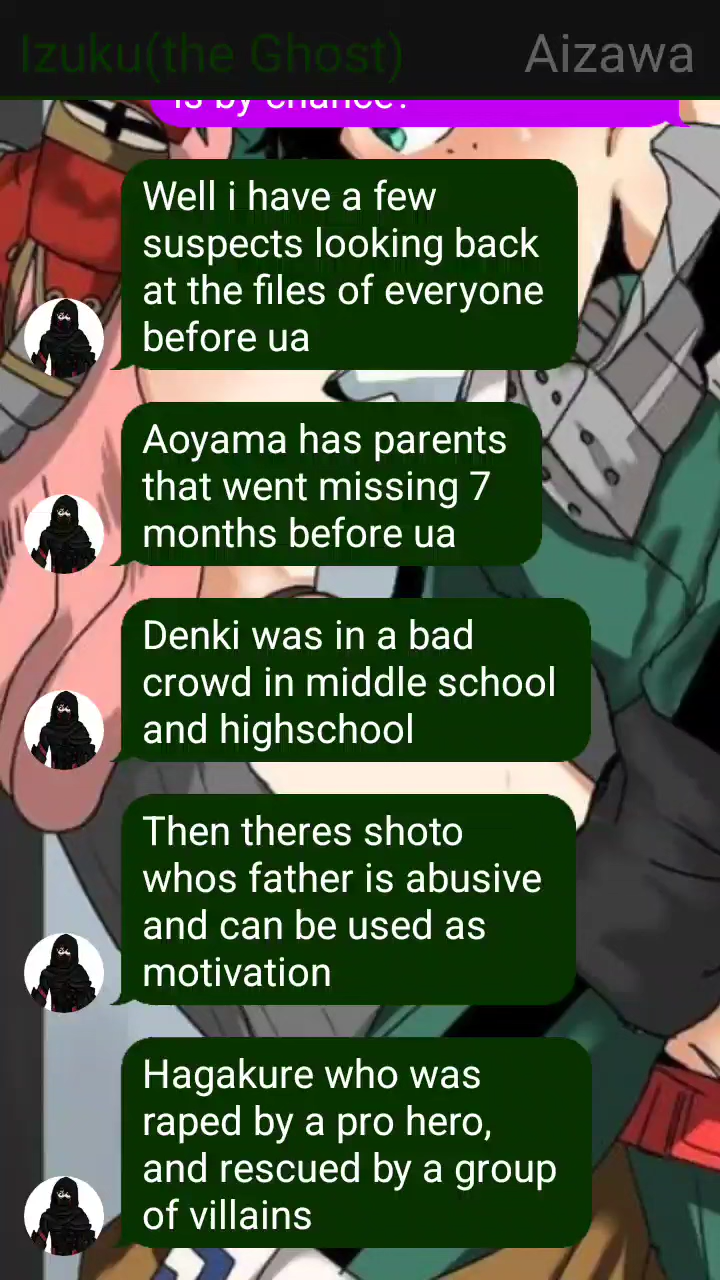 Izuku(the Ghost) Aizawa
is by chance?
Well i have a few
suspects looking back
at the files of everyone
before ua
Aoyama has parents
that went missing 7
months before ua
Denki was in a bad
crowd in middle school
and highschool
Then theres shoto
whos father is abusive
and can be used as
motivation
Hagakure who was
raped by a pro hero,
and rescued by a group
of villains